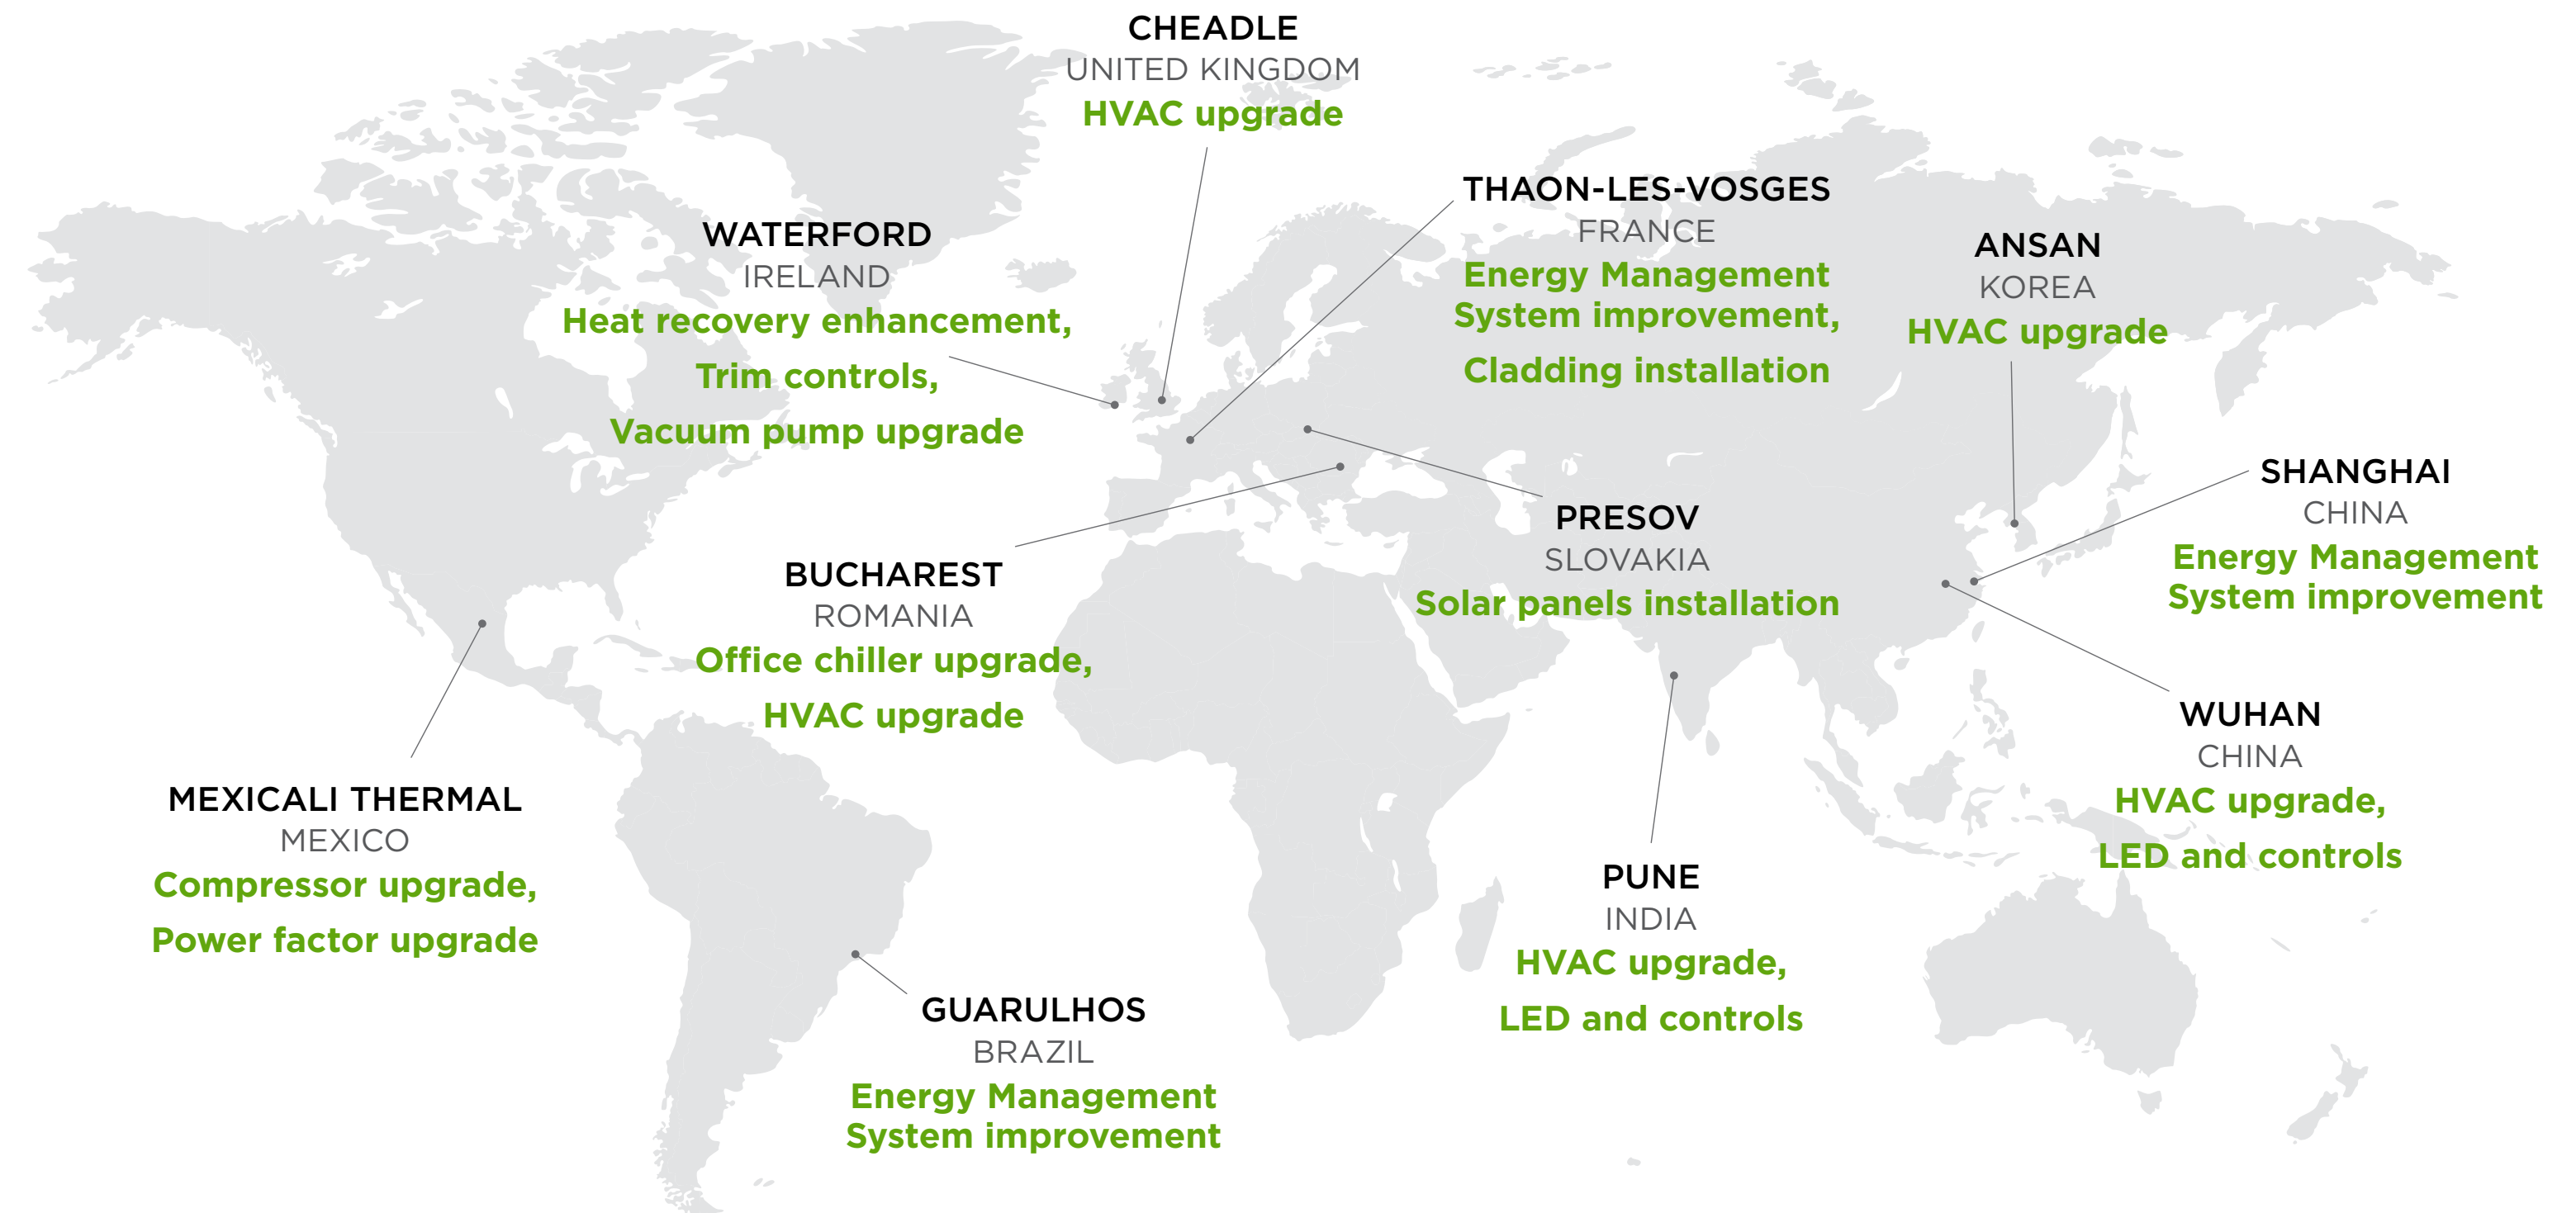 CHEADLE
UNITED KINGDOM
HVAC upgrade
THAON-LES-VOSGES
FRANCE
Energy Management
System improvement,
Cladding installation
WATERFORD
IRELAND
Heat recovery enhancement,
Trim controls,
Vacuum pump upgrade
ANSAN
KOREA
HVAC upgrade
SHANGHAI
CHINA
Energy Management
System improvement
PRESOV
SLOVAKIA
Solar panels installation
BUCHAREST
ROMANIA
Office chiller upgrade,
HVAC upgrade
WUHAN
CHINA
HVAC upgrade,
LED and controls
MEXICALI THERMAL
MEXICO
Compressor upgrade,
Power factor upgrade
PUNE
INDIA
HVAC upgrade,
LED and controls
GUARULHOS
BRAZIL
Energy Management
System improvement